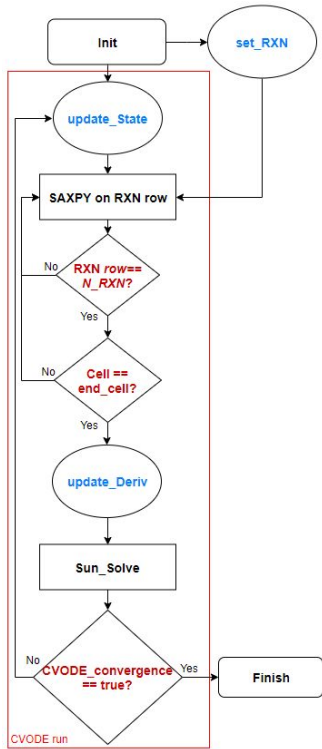 Init
set_RXN
update_State
SAXPY on RXN row
No
RXN row==
N_RXN?
Yes
No
Cell ==
end_cell?
Yes
update_Deriv
Sun_Solve
No
CVODE_convergence
== true?
Yes
Finish
CVODE run